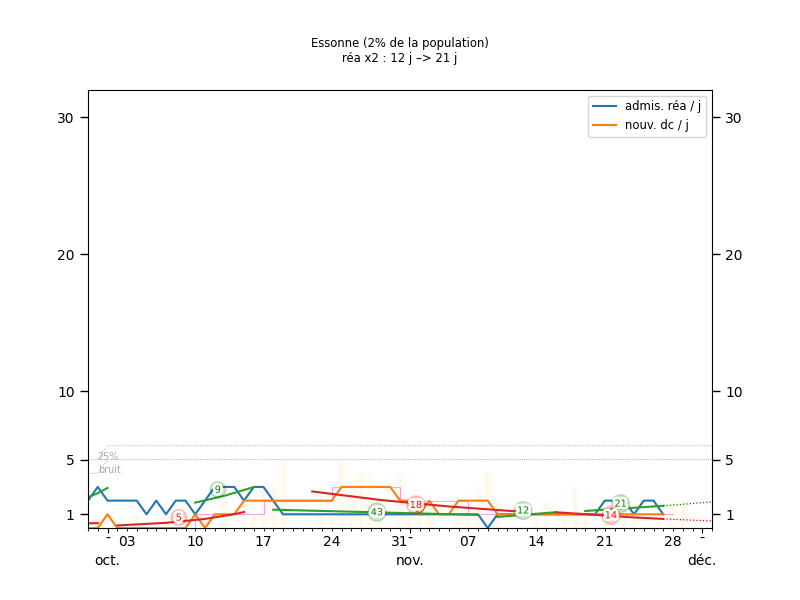 Essonne (2% de la population)
réa x2 : 12 j –> 21 j
admis. réa / j
nouv. dc / j
30
30
20
20
10
10
5
5
1
1
25%
bruit
9
5
43
18
12
21
14
- 03 10 17 24 31- 07 14 21 28 -
oct. nov. déc.